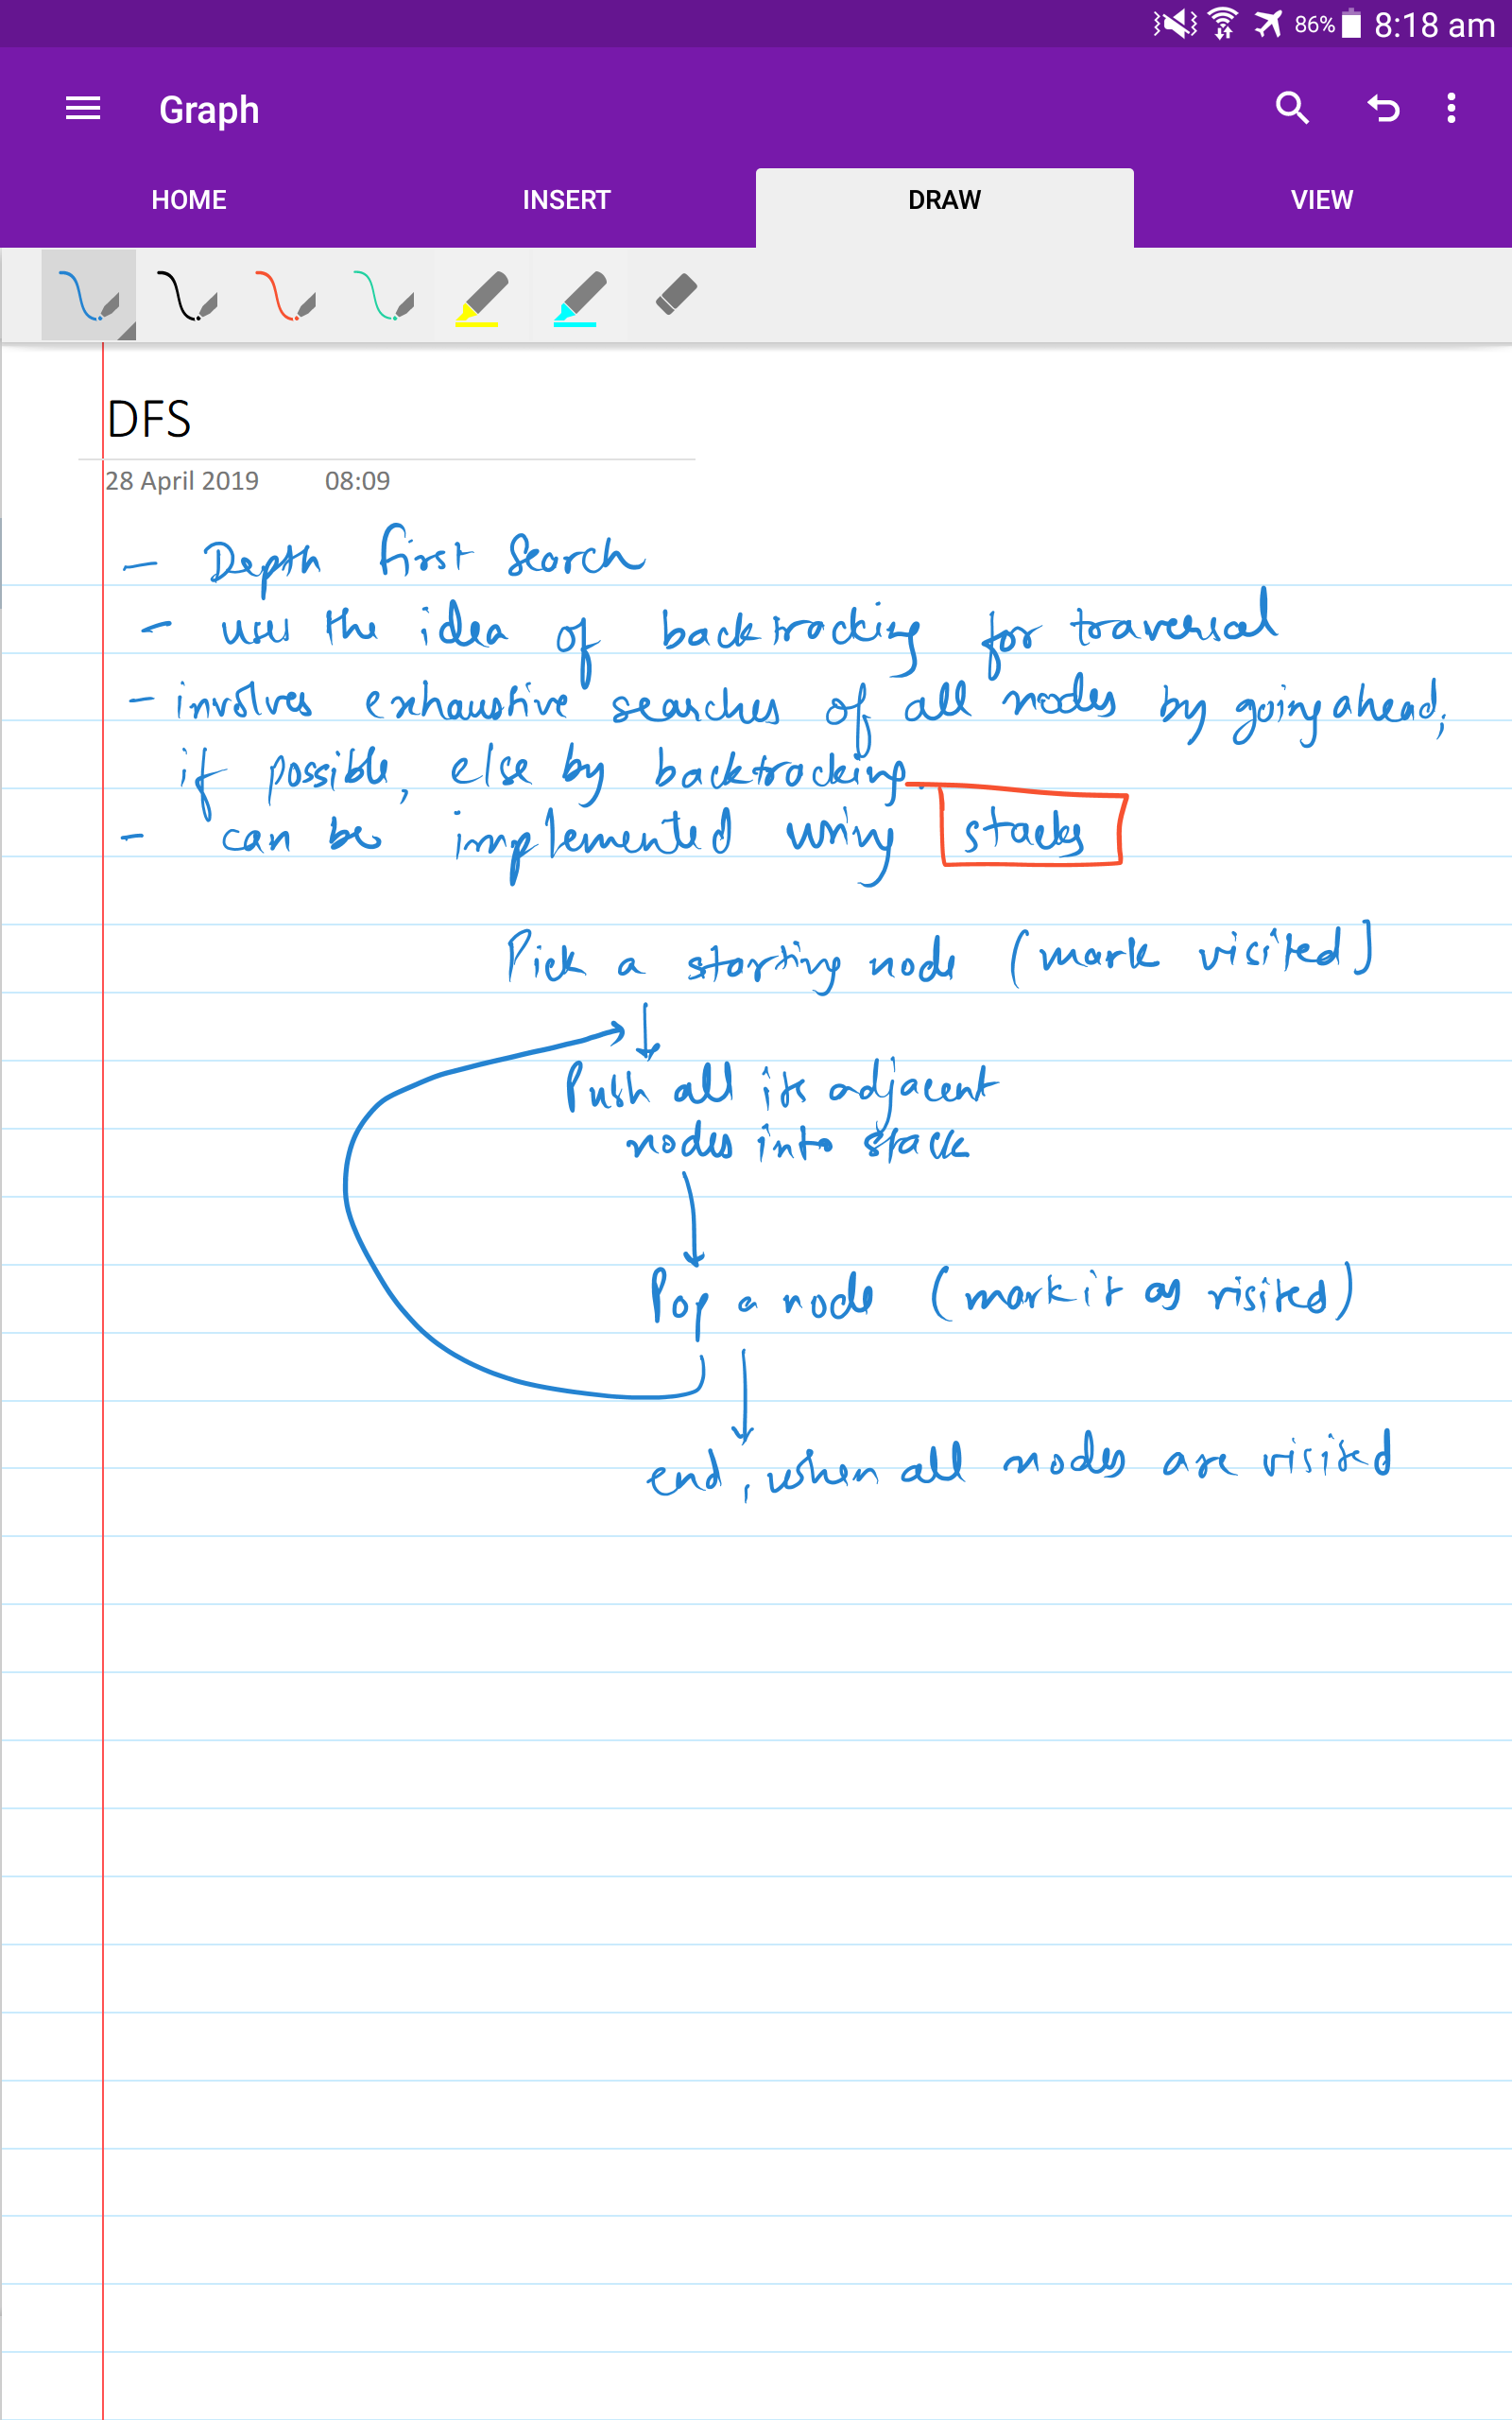 86% 8:18 am
Graph
HOME INSERT DRAW VIEW
DFS
28 April 2019 08:09
- Depth first Search
- uses the idea of backtracking for traversal
- involves exhaustive searches of all nodes by going ahead,
if possible, else by backtracking.
- can be implemented using stacks
Pick a starting node (mark visited)
↓
Push all its adjacent
nodes into stack
↓
Pop a node (mark it as visited)
↓
end, when all nodes are visited